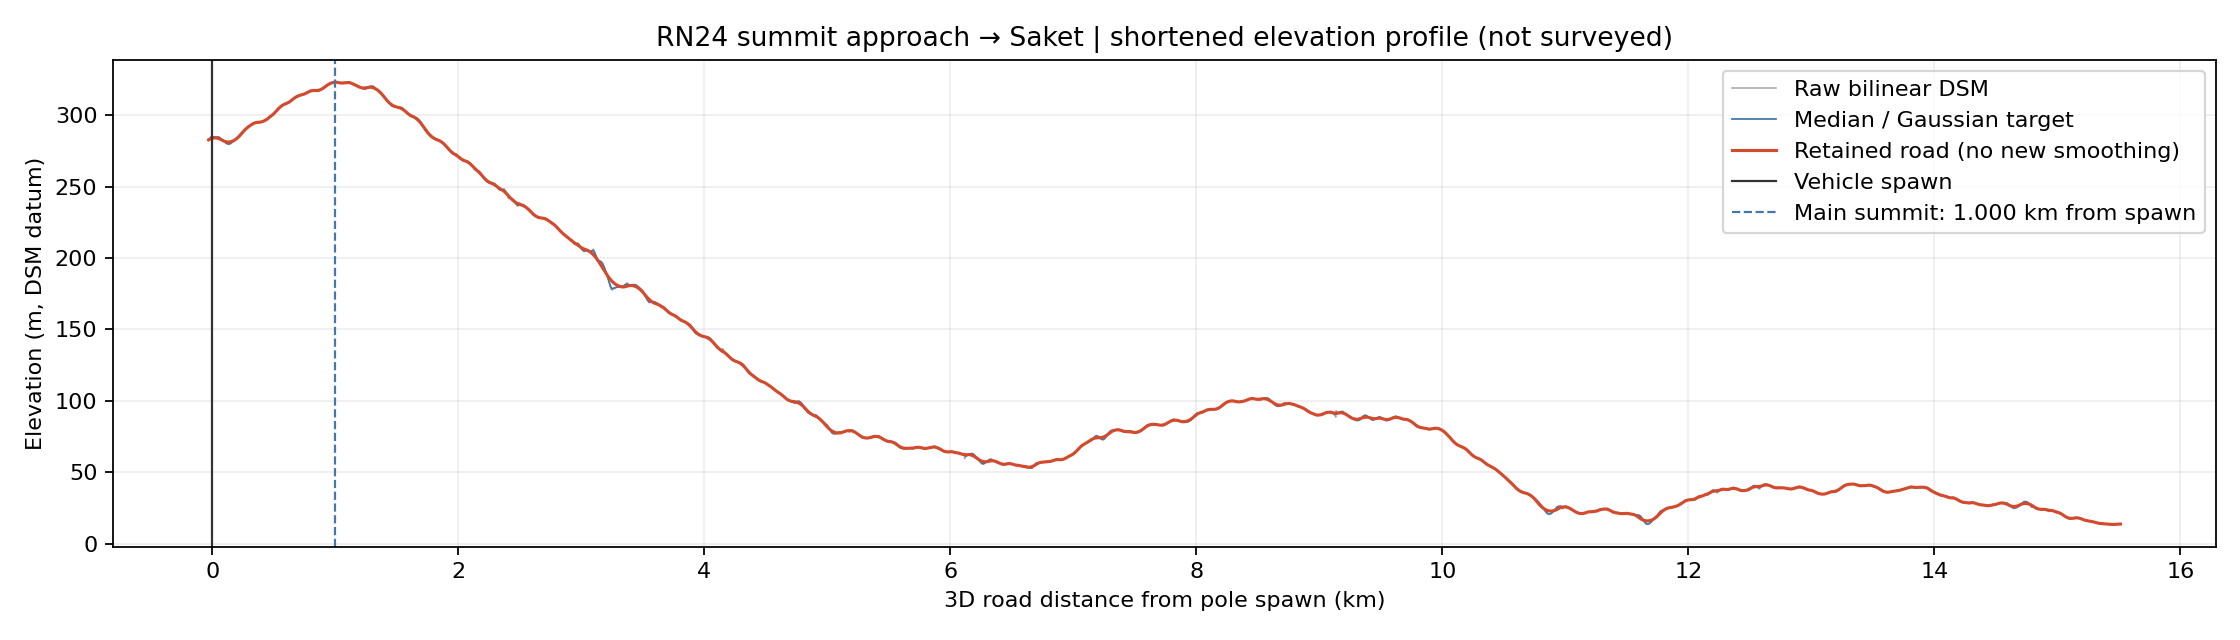 RN24 summit approach → Saket | shortened elevation profile (not surveyed)
Raw bilinear DSM
Median / Gaussian target
Retained road (no new smoothing)
Vehicle spawn
Main summit: 1.000 km from spawn
Elevation (m, DSM datum)
300
250
200
150
100
50
0
0 2 4 6 8 10 12 14 16
3D road distance from pole spawn (km)